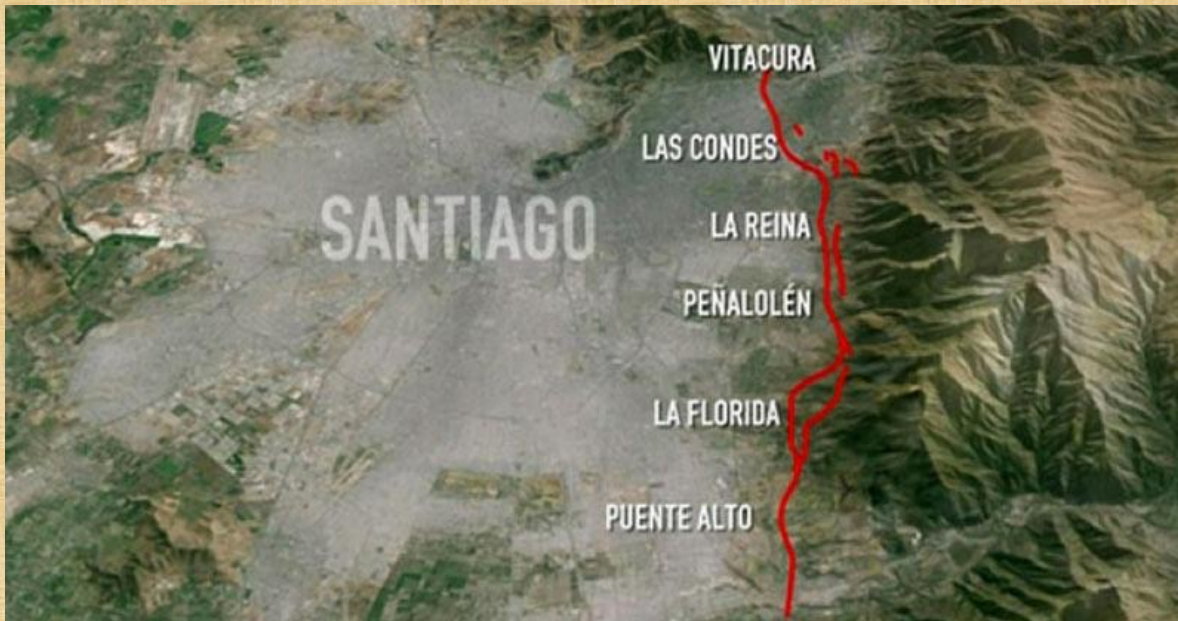 VITACURA
LAS CONDES
SANTIAGO
LA REINA
PEÑALOLÉN
LA FLORIDA
PUENTE ALTO